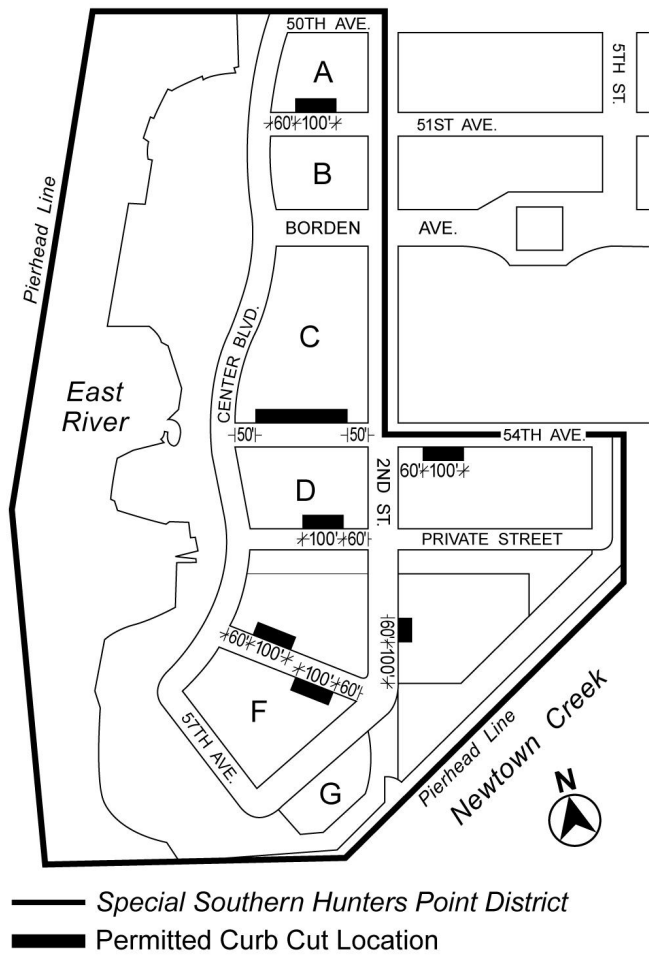 50TH AVE.
A
5TH ST.
60' 100'
51ST AVE.
B
Pierhead Line
BORDEN AVE.
CENTER BLVD.
C
East
River
50' 50'
54TH AVE.
2ND ST.
60' 100'
D
100' 60'
PRIVATE STREET
60' 100'
60' 100'
100' 60'
F
57TH AVE.
G
Pierhead Line
Newtown Creek
N
Special Southern Hunters Point District
Permitted Curb Cut Location